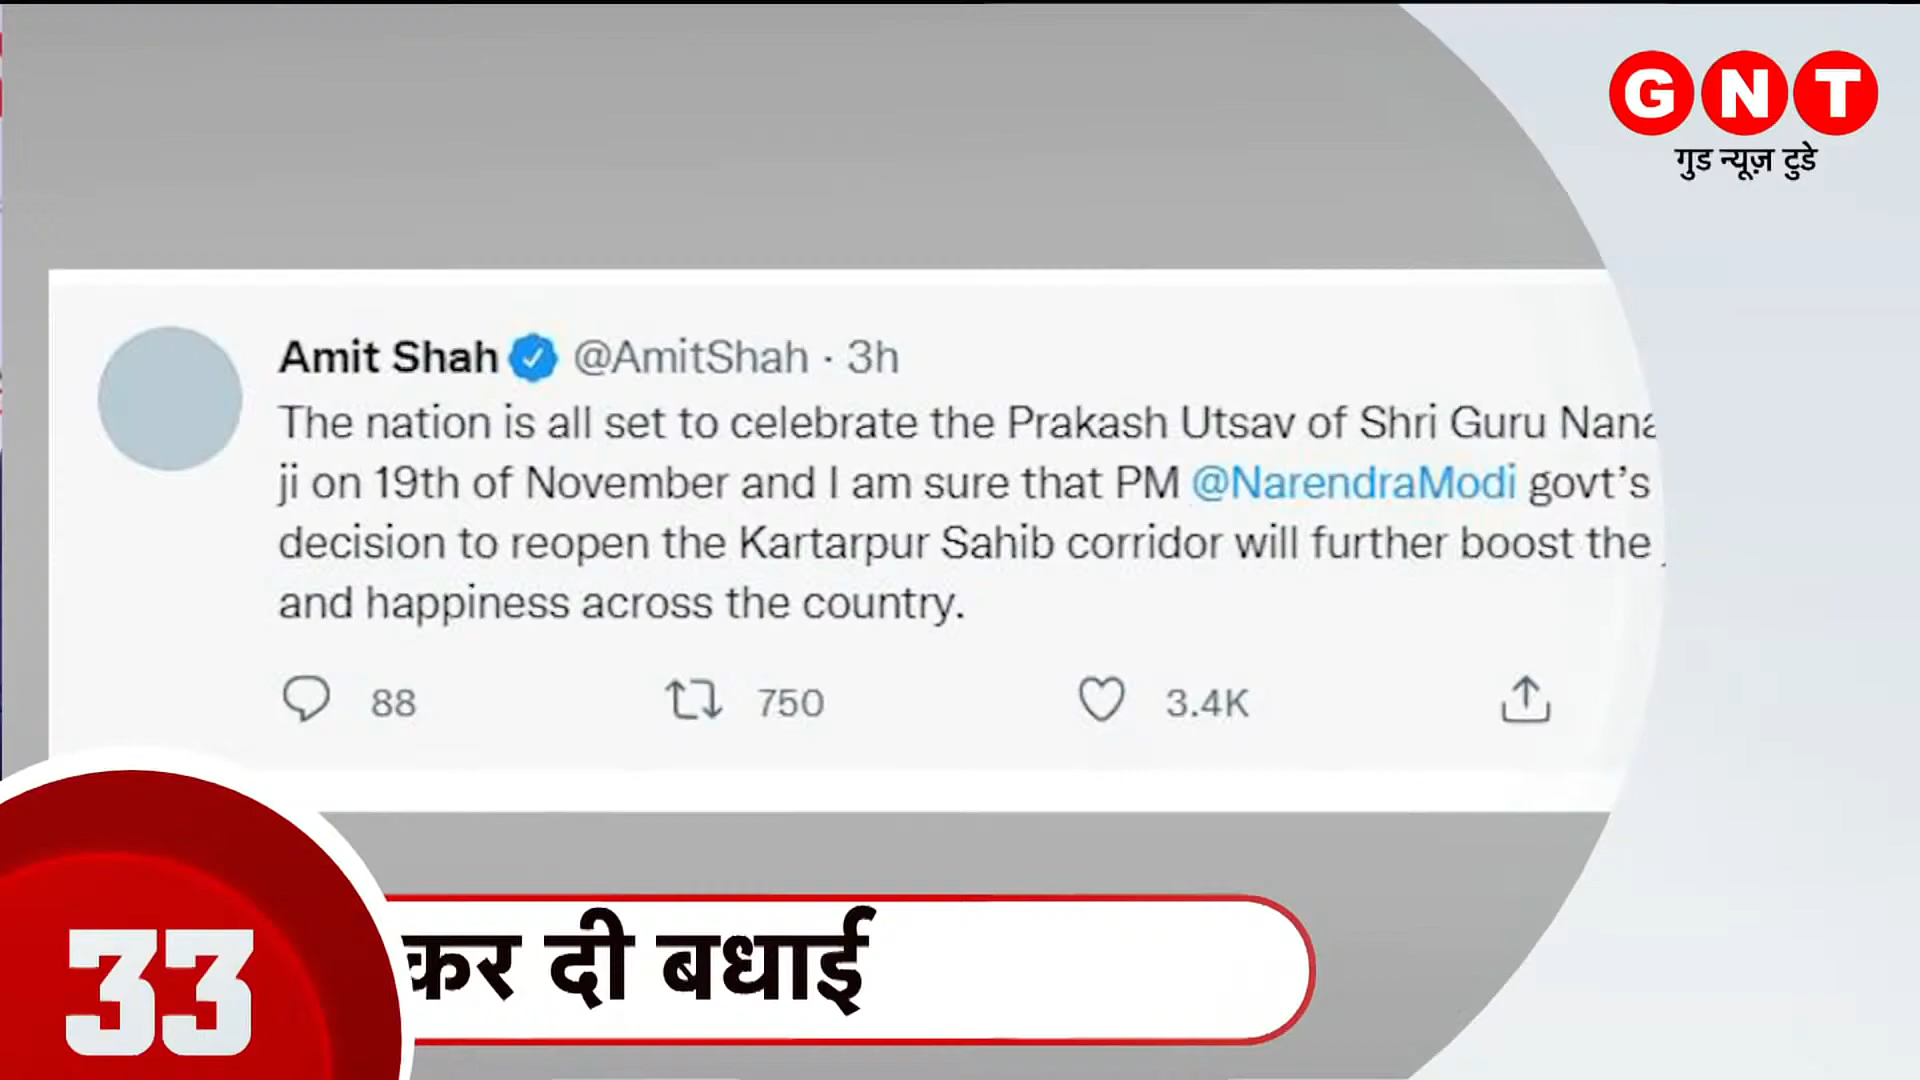 GNT
गुड न्यूज़ टुडे
Amit Shah @AmitShah · 3h
The nation is all set to celebrate the Prakash Utsav of Shri Guru
ji on 19th of November and I am sure that PM @NarendraModi govt's
decision to reopen the Kartarpur Sahib corridor will further boost the
and happiness across the country.
88 750 3.4K
33
कर दी बधाई